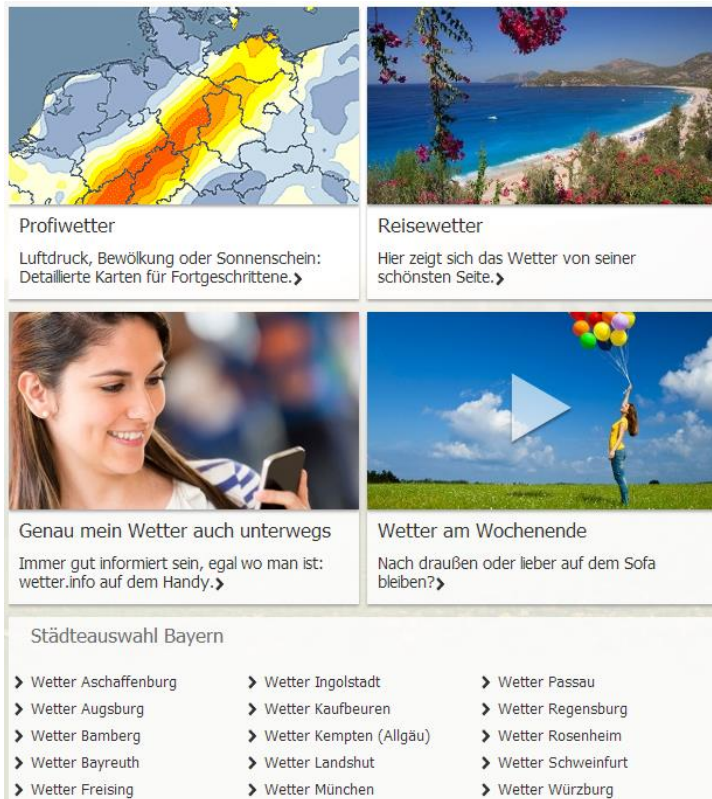 Profiwetter
Luftdruck, Bewölkung oder Sonnenschein:
Detaillierte Karten für Fortgeschrittene.
Reisewetter
Hier zeigt sich das Wetter von seiner
schönsten Seite.
Genau mein Wetter auch unterwegs
Immer gut informiert sein, egal wo man ist:
wetter.info auf dem Handy.
Wetter am Wochenende
Nach draußen oder lieber auf dem Sofa
bleiben?
Städteauswahl Bayern
Wetter Aschaffenburg
Wetter Augsburg
Wetter Bamberg
Wetter Bayreuth
Wetter Freising
Wetter Ingolstadt
Wetter Kaufbeuren
Wetter Kempten (Allgäu)
Wetter Landshut
Wetter München
Wetter Passau
Wetter Regensburg
Wetter Rosenheim
Wetter Schweinfurt
Wetter Würzburg